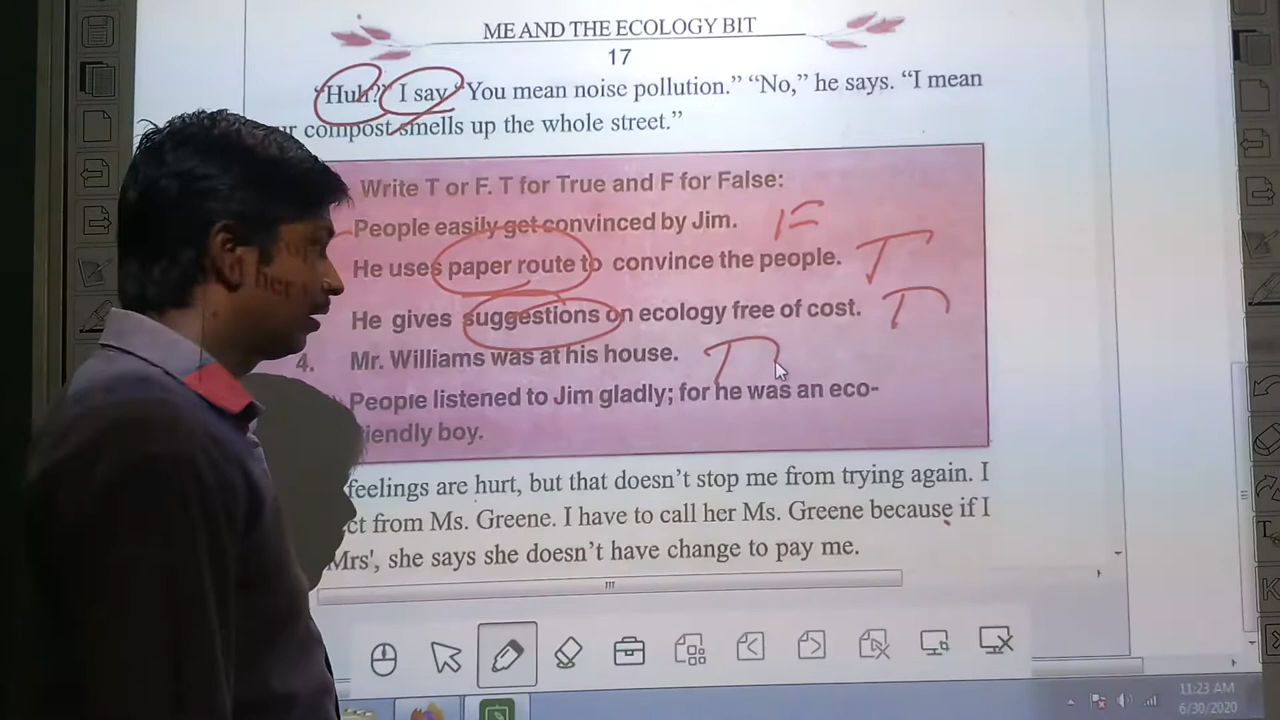 ME AND THE ECOLOGY BIT
17
"Huh?" I say "You mean noise pollution." "No," he says. "I mean
compost smells up the whole street."
Write T or F. T for True and F for False:
People easily get convinced by Jim. F
He uses paper route to convince the people. T
He gives suggestions on ecology free of cost. T
4. Mr. Williams was at his house. T
People listened to Jim gladly; for he was an eco-
iendly boy.
feelings are hurt, but that doesn't stop me from trying again. I
ct from Ms. Greene. I have to call her Ms. Greene because if I
Mrs', she says she doesn't have change to pay me.
11:23 AM
6/30/2020